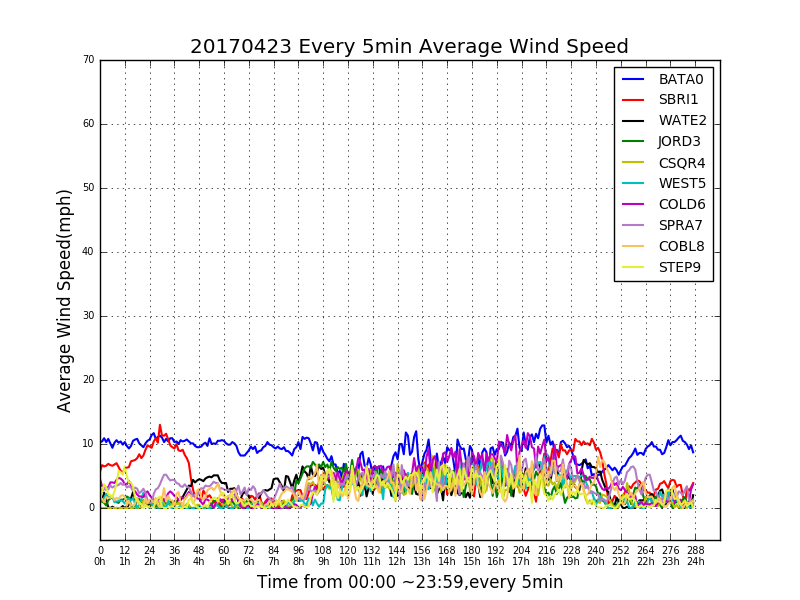 20170423 Every 5min Average Wind Speed
70
60
50
40
30
20
10
0
Average Wind Speed(mph)
BATA0
SBRI1
WATE2
JORD3
CSQR4
WEST5
COLD6
SPRA7
COBL8
STEP9
0 12 24 36 48 60 72 84 96 108 120 132 144 156 168 180 192 204 216 228 240 252 264 276 288
0h 1h 2h 3h 4h 5h 6h 7h 8h 9h 10h 11h 12h 13h 14h 15h 16h 17h 18h 19h 20h 21h 22h 23h 24h
Time from 00:00 ~23:59,every 5min